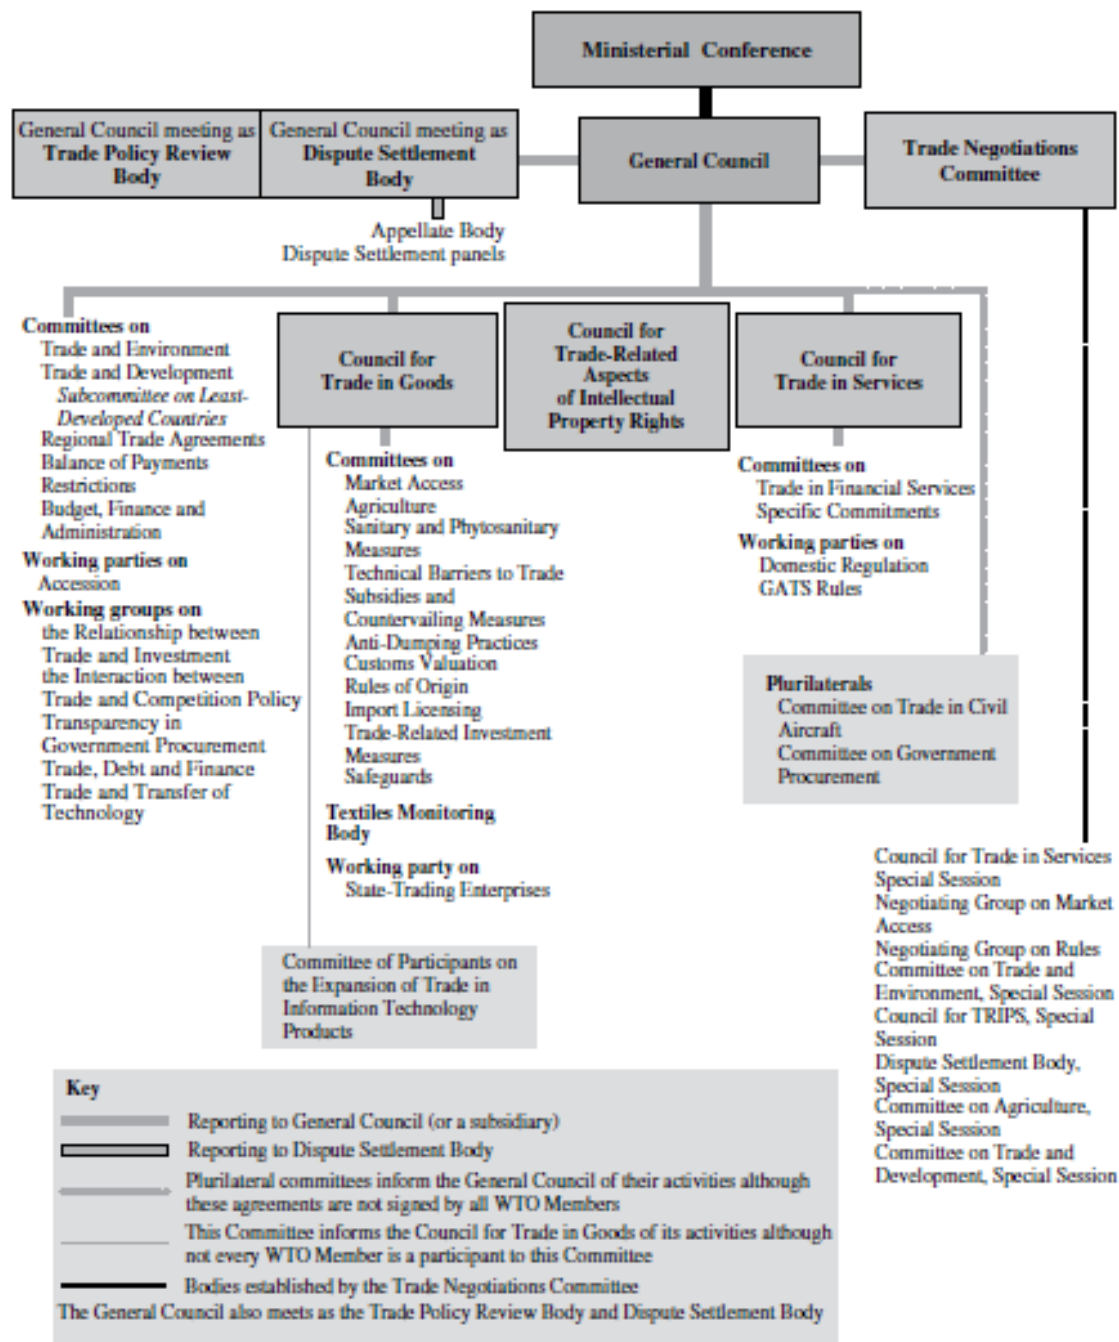 Ministerial Conference
General Council meeting as
Trade Policy Review
Body
General Council meeting as
Dispute Settlement
Body
General Council
Trade Negotiations
Committee
Appellate Body
Dispute Settlement panels
Committees on
Trade and Environment
Trade and Development
Subcommittee on Least-
Developed Countries
Regional Trade Agreements
Balance of Payments
Restrictions
Budget, Finance and
Administration
Working parties on
Accession
Working groups on
the Relationship between
Trade and Investment
the Interaction between
Trade and Competition Policy
Transparency in
Government Procurement
Trade, Debt and Finance
Trade and Transfer of
Technology
Council for
Trade in Goods
Committees on
Market Access
Agriculture
Sanitary and Phytosanitary
Measures
Technical Barriers to Trade
Subsidies and
Countervailing Measures
Anti-Dumping Practices
Customs Valuation
Rules of Origin
Import Licensing
Trade-Related Investment
Measures
Safeguards
Textiles Monitoring
Body
Working party on
State-Trading Enterprises
Committee of Participants on
the Expansion of Trade in
Information Technology
Products
Council for
Trade-Related
Aspects
of Intellectual
Property Rights
Council for
Trade in Services
Committees on
Trade in Financial Services
Specific Commitments
Working parties on
Domestic Regulation
GATS Rules
Plurilaterals
Committee on Trade in Civil
Aircraft
Committee on Government
Procurement
Council for Trade in Services
Special Session
Negotiating Group on Market
Access
Negotiating Group on Rules
Committee on Trade and
Environment, Special Session
Council for TRIPS, Special
Session
Dispute Settlement Body,
Special Session
Committee on Agriculture,
Special Session
Committee on Trade and
Development, Special Session
Key
Reporting to General Council (or a subsidiary)
Reporting to Dispute Settlement Body
Plurilateral committees inform the General Council of their activities although
these agreements are not signed by all WTO Members
This Committee informs the Council for Trade in Goods of its activities although
not every WTO Member is a participant to this Committee
Bodies established by the Trade Negotiations Committee
The General Council also meets as the Trade Policy Review Body and Dispute Settlement Body